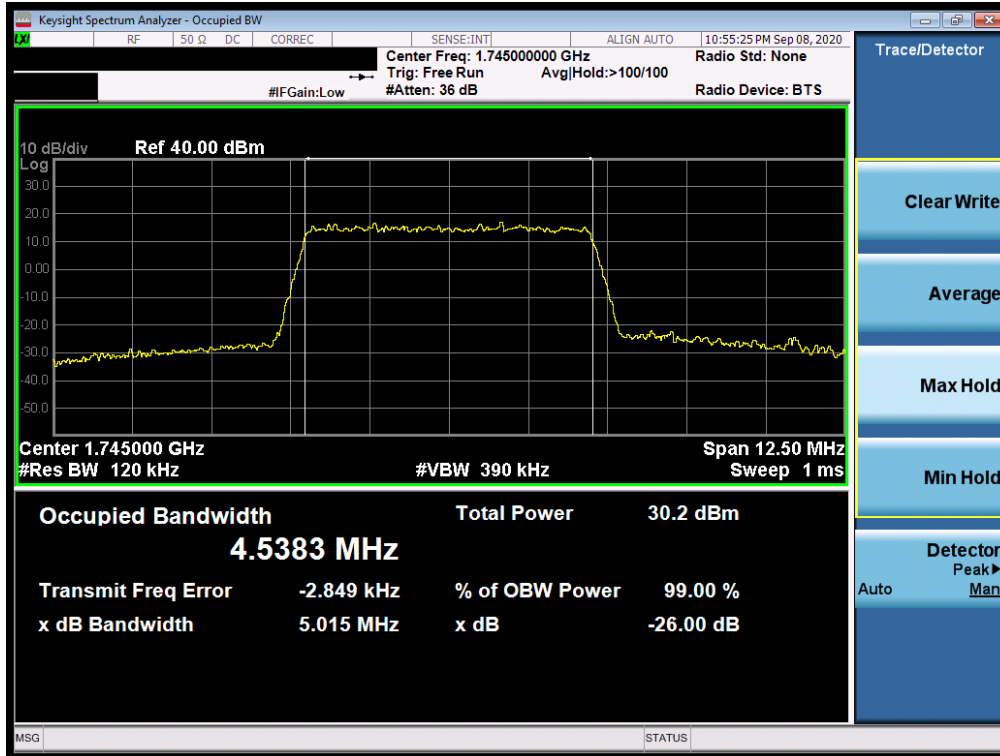 Keysight Spectrum Analyzer - Occupied BW
LXI RF 50 Ω DC CORREC SENSE:INT ALIGN AUTO 10:55:25 PM Sep 08, 2020
Center Freq: 1.745000000 GHz Radio Std: None
Trig: Free Run Avg|Hold:>100/100
#IFGain:Low #Atten: 36 dB Radio Device: BTS
10 dB/div Ref 40.00 dBm
Log
30.0
20.0
10.0
0.00
-10.0
-20.0
-30.0
-40.0
-50.0
Center 1.745000 GHz Span 12.50 MHz
#Res BW 120 kHz #VBW 390 kHz Sweep 1 ms
Occupied Bandwidth Total Power 30.2 dBm
4.5383 MHz
Transmit Freq Error -2.849 kHz % of OBW Power 99.00 %
x dB Bandwidth 5.015 MHz x dB -26.00 dB
MSG STATUS
Trace/Detector
Clear Write
Average
Max Hold
Min Hold
Detector
Peak▶
Auto Man